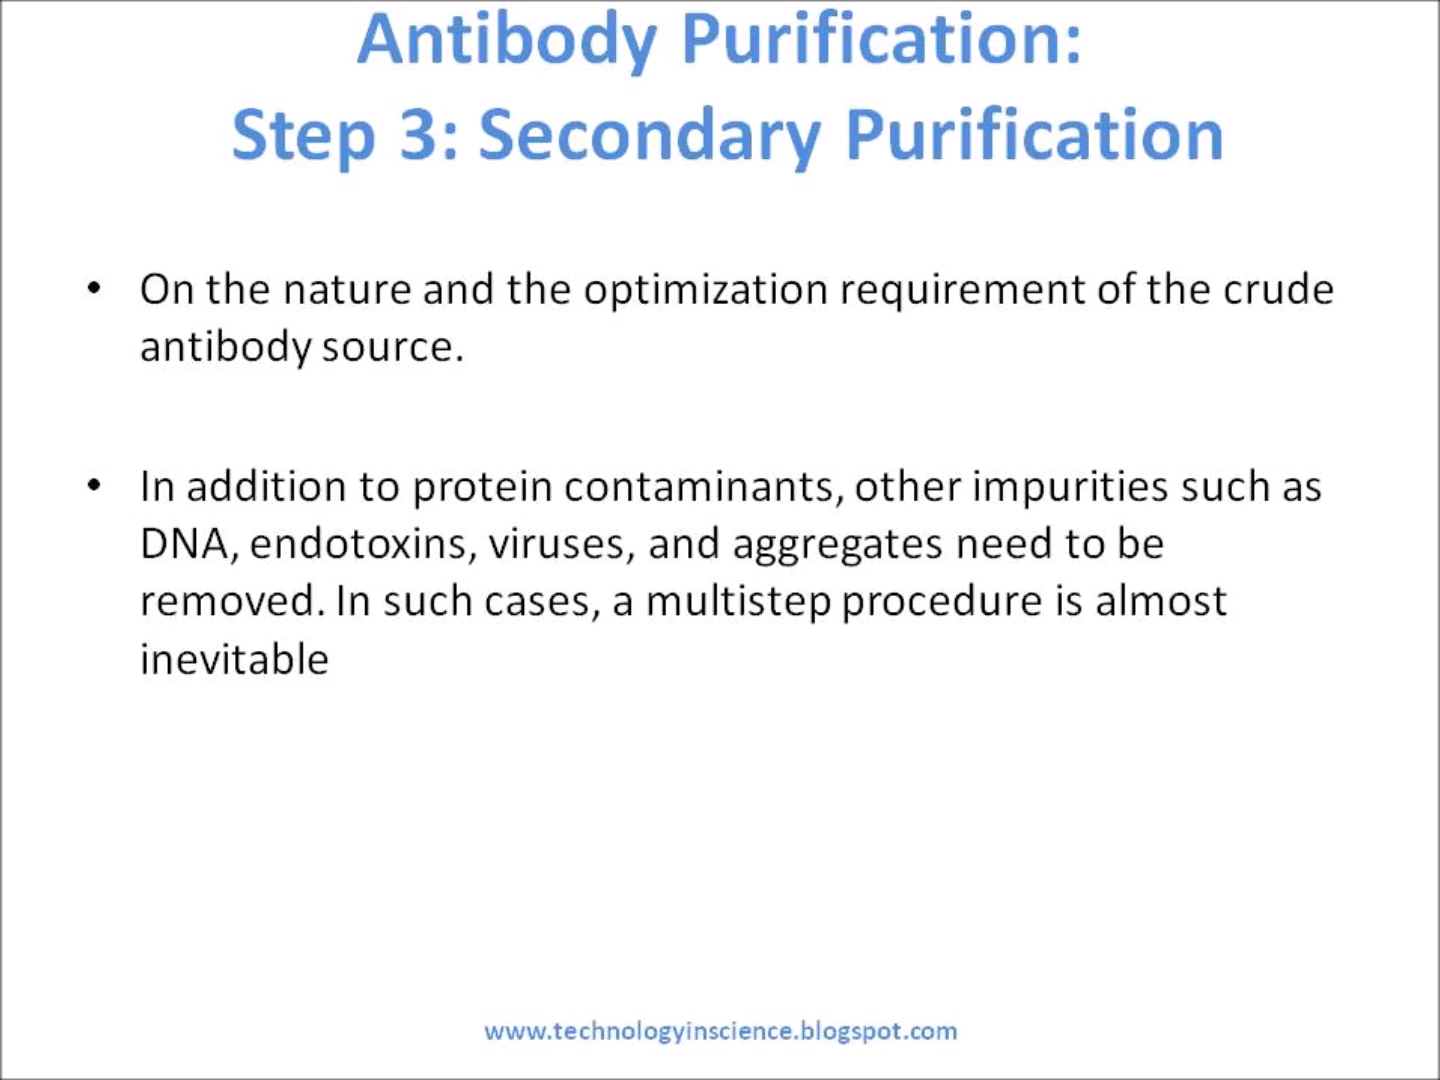 Antibody Purification:
Step 3: Secondary Purification
• On the nature and the optimization requirement of the crude
antibody source.
• In addition to protein contaminants, other impurities such as
DNA, endotoxins, viruses, and aggregates need to be
removed. In such cases, a multistep procedure is almost
inevitable
www.technologyinscience.blogspot.com